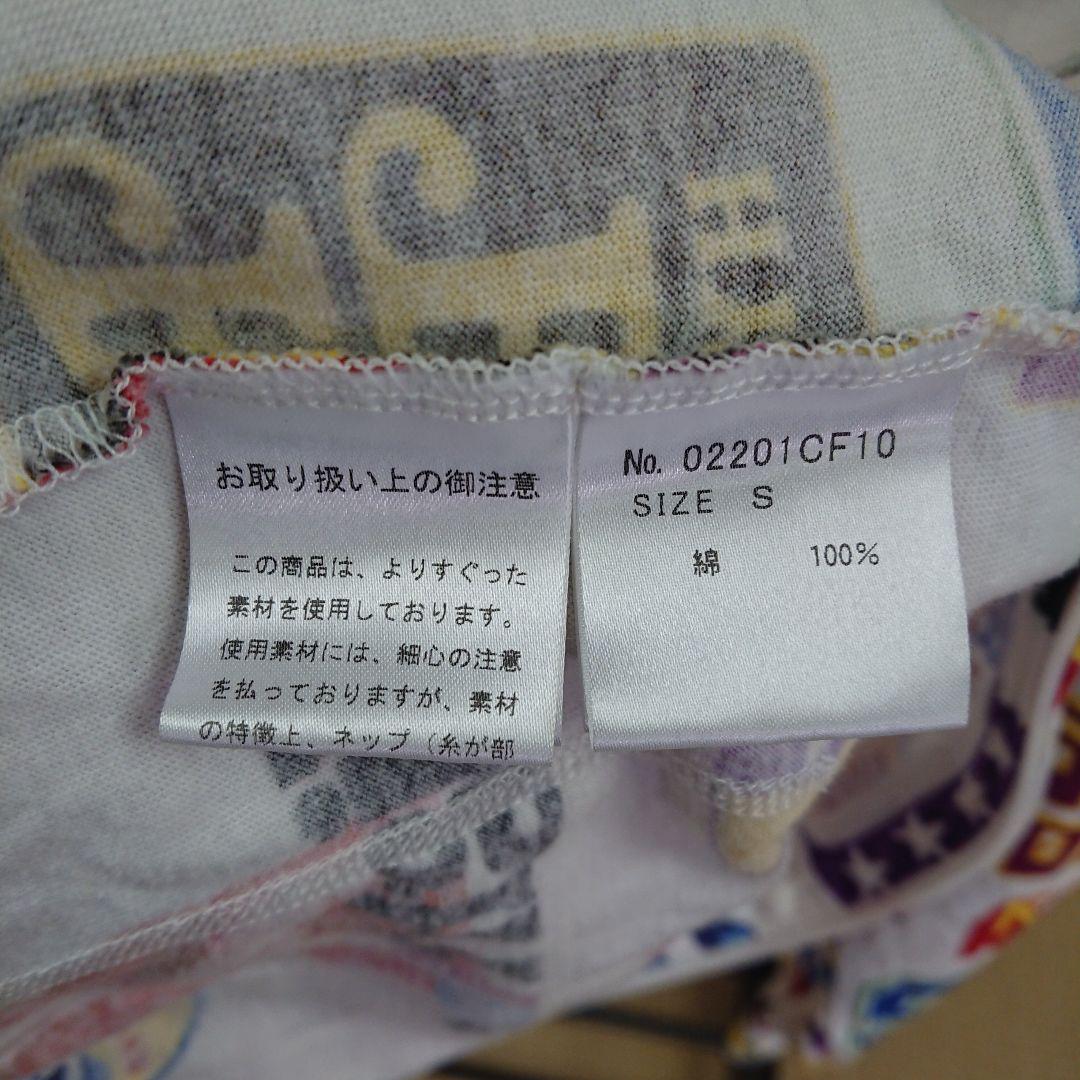 お取り扱い上の御注意
この商品は、よりすぐった
素材を使用しております。
使用素材には、細心の注意
を払っておりますが、素材
の特徴上、ネップ（糸が部
No. 02201CF10
SIZE S
綿 100%